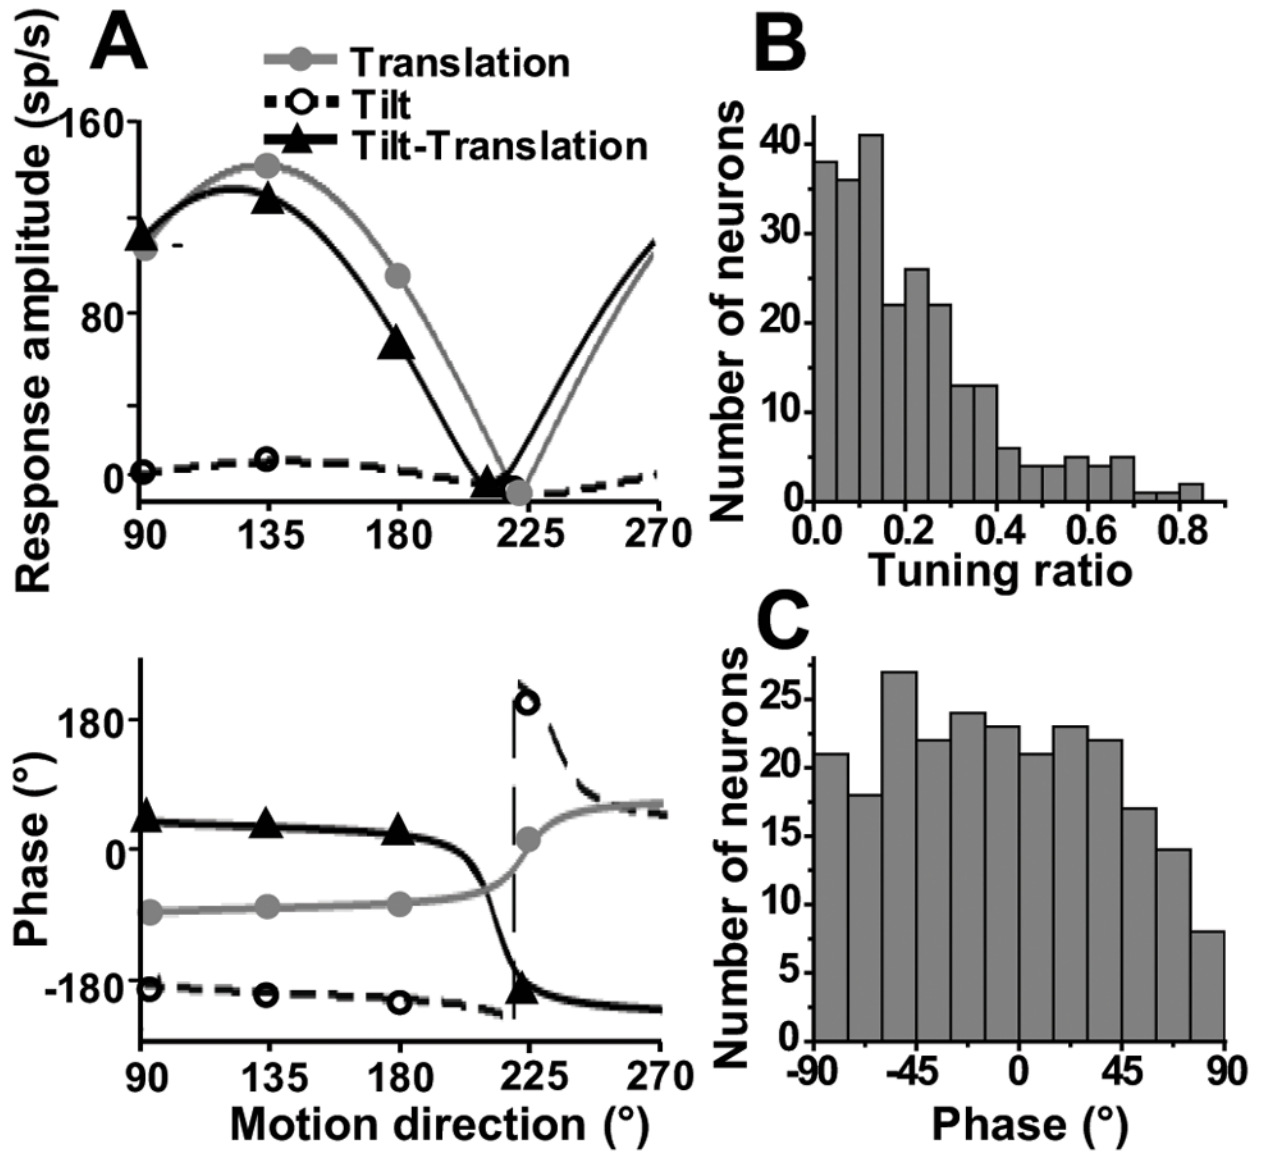 A
Translation
Tilt
Tilt-Translation
Response amplitude (sp/s)
160
80
0
90 135 180 225 270
B
Number of neurons
40
30
20
10
0
0.0 0.2 0.4 0.6 0.8
Tuning ratio
Phase (°)
180
0
-180
90 135 180 225 270
Motion direction (°)
C
Number of neurons
25
20
15
10
5
0
-90 -45 0 45 90
Phase (°)